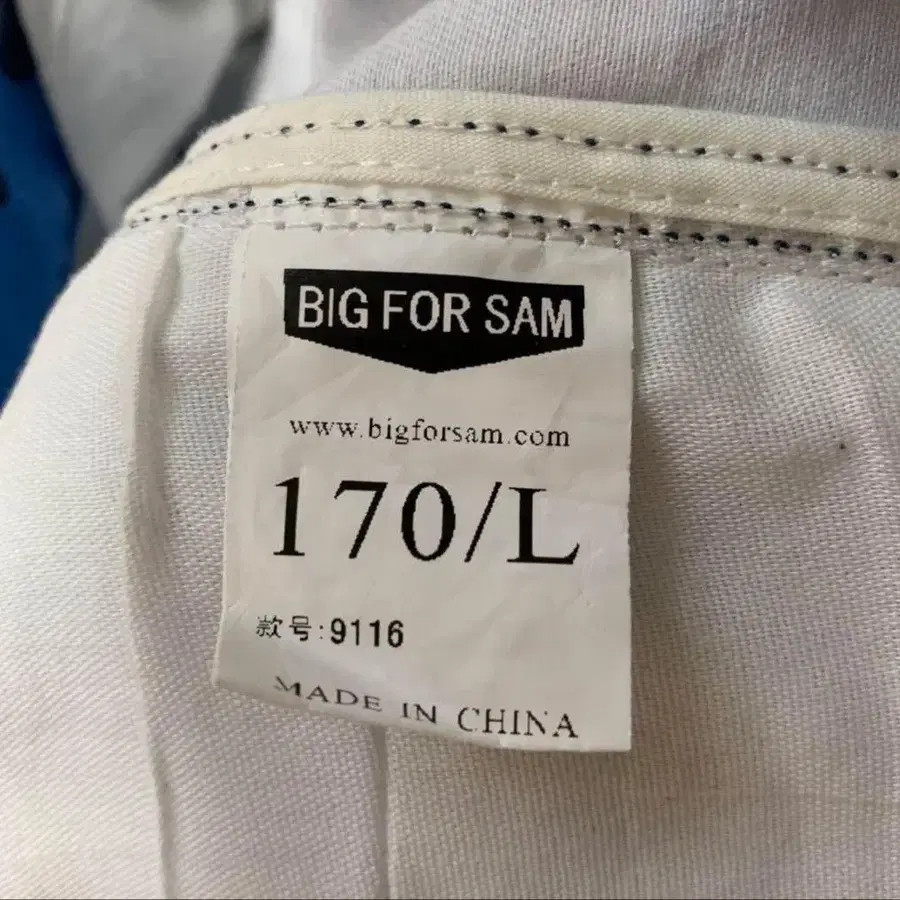 BIG FOR SAM
www.bigforsam.com
170/L
款号:9116
MADE IN CHINA